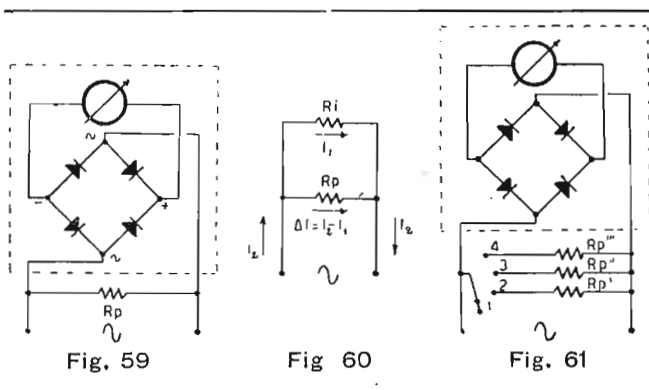 ~
−
+
~
Rp
~
Fig. 59
Ri
I₁
Rp
ΔI=I₂-I₁
I₂
I₂
~
Fig 60
4
Rp'''
3
Rp''
2
Rp'
1
~
Fig. 61